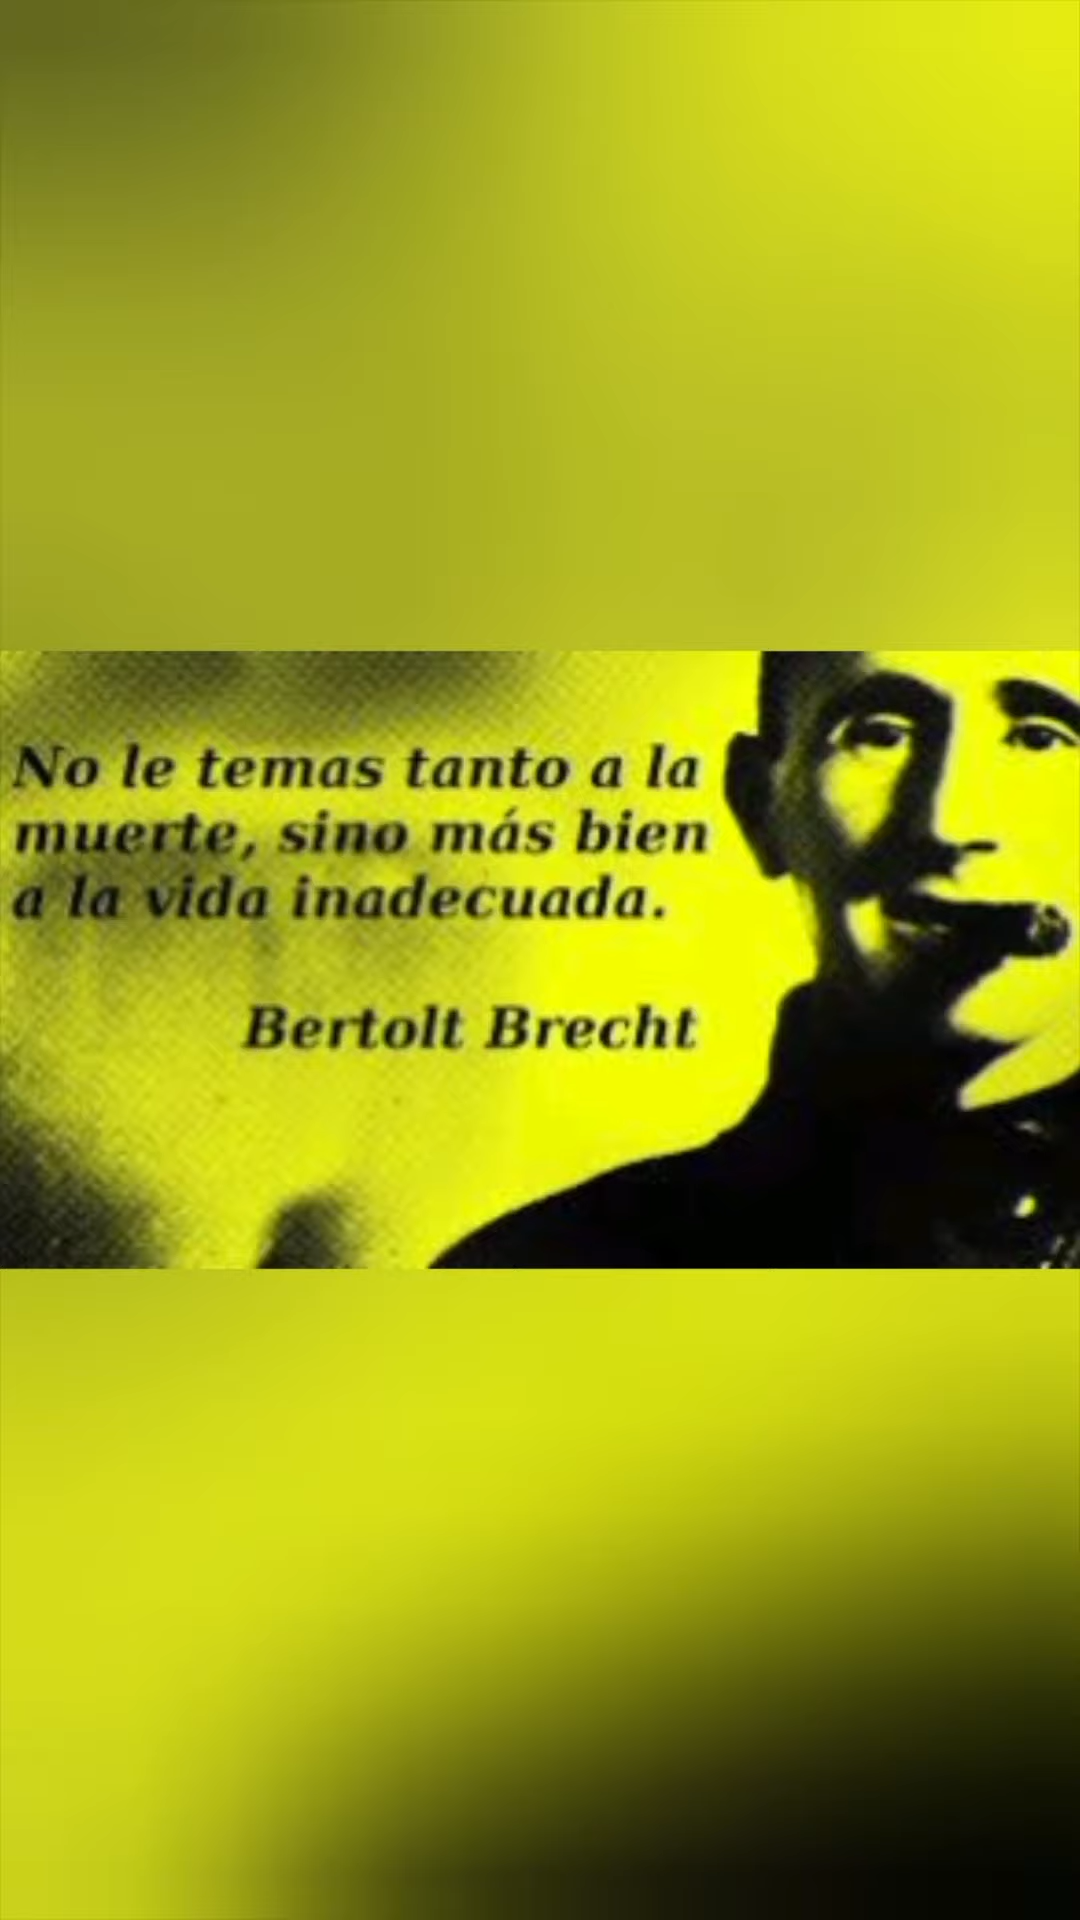 No le temas tanto a la
muerte, sino más bien
a la vida inadecuada.
Bertolt Brecht